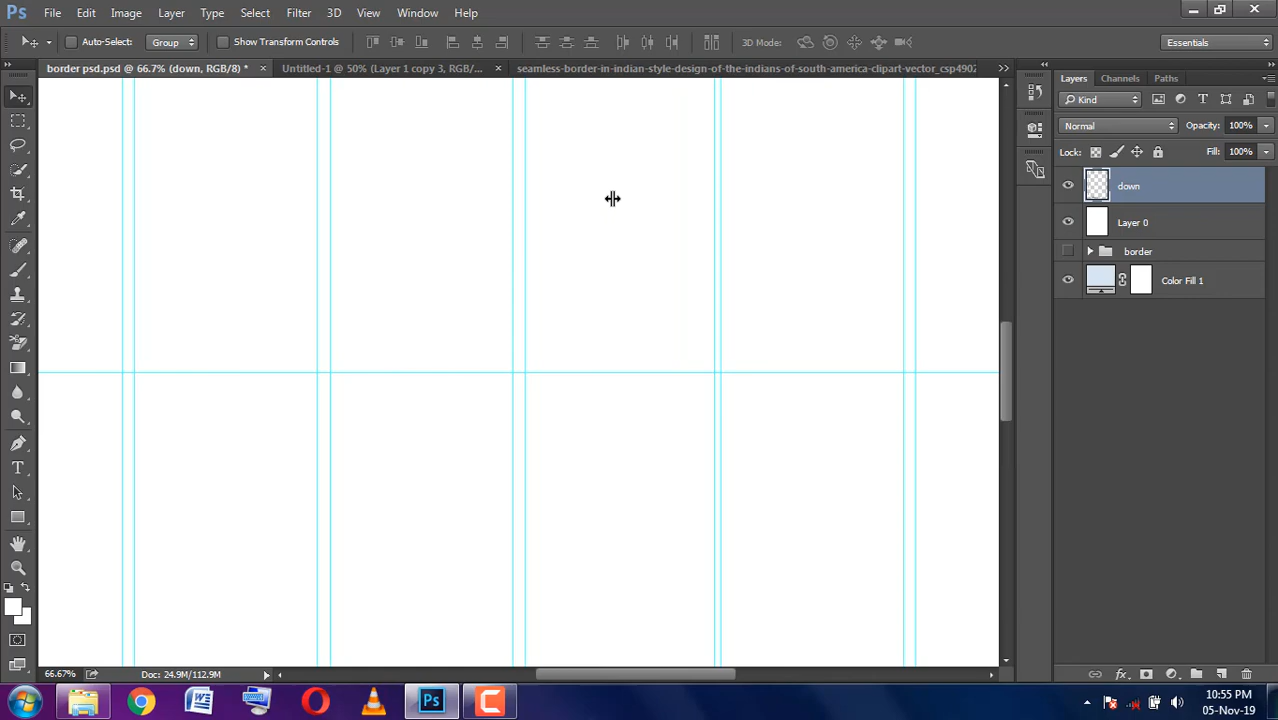 Ps File Edit Image Layer Type Select Filter 3D View Window Help
Auto-Select: Group Show Transform Controls 3D Mode: Essentials
border psd.psd @ 66.7% (down, RGB/8) * × Untitled-1 @ 50% (Layer 1 copy 3, RGB/... × seamless-border-in-indian-style-design-of-the-indians-of-south-america-clipart-vector_csp4902
Layers Channels Paths
Kind
Normal Opacity: 100%
Lock: Fill: 100%
down
Layer 0
border
Color Fill 1
66.67% Doc: 24.9M/112.9M
10:55 PM
05-Nov-19